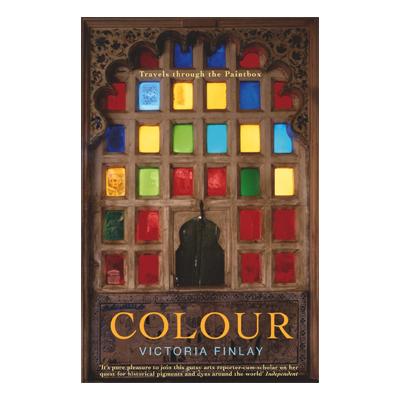 Travels through the Paintbox
COLOUR
VICTORIA FINLAY
'It's pure pleasure to join this gutsy arts reporter-cum-scholar on her
quest for historical pigments and dyes around the world' Independent